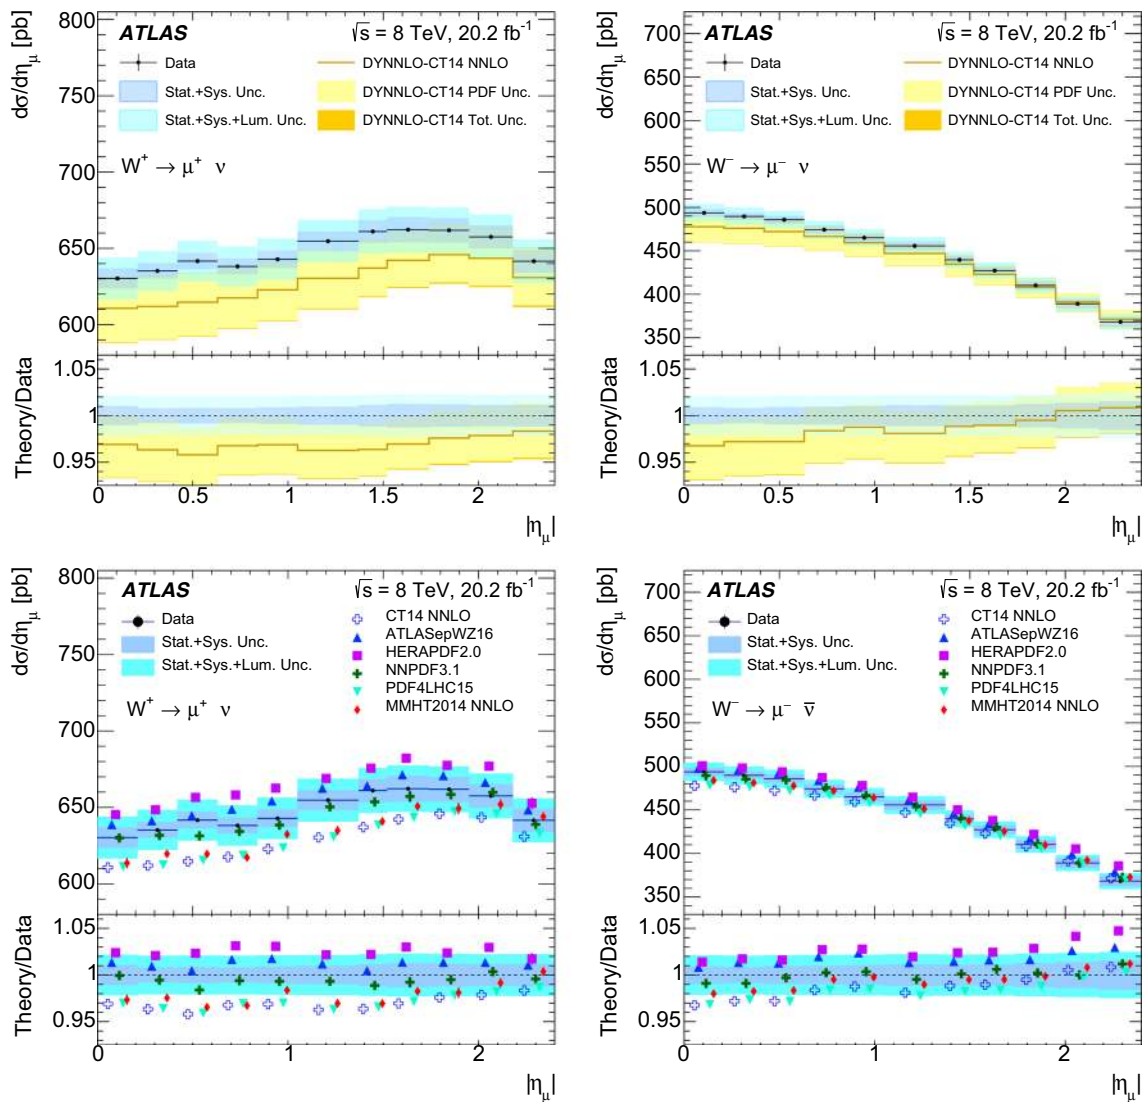 dσ/dη_μ [pb]
800
750
700
650
600
ATLAS
√s = 8 TeV, 20.2 fb⁻¹
Data
Stat.+Sys. Unc.
Stat.+Sys.+Lum. Unc.
DYNNLO-CT14 NNLO
DYNNLO-CT14 PDF Unc.
DYNNLO-CT14 Tot. Unc.
W⁺ → μ⁺ ν
Theory/Data
1.05
1
0.95
0 0.5 1 1.5 2
|η_μ|
dσ/dη_μ [pb]
700
650
600
550
500
450
400
350
ATLAS
√s = 8 TeV, 20.2 fb⁻¹
Data
Stat.+Sys. Unc.
Stat.+Sys.+Lum. Unc.
DYNNLO-CT14 NNLO
DYNNLO-CT14 PDF Unc.
DYNNLO-CT14 Tot. Unc.
W⁻ → μ⁻ ν
Theory/Data
1.05
1
0.95
0 0.5 1 1.5 2
|η_μ|
dσ/dη_μ [pb]
800
750
700
650
600
ATLAS
√s = 8 TeV, 20.2 fb⁻¹
Data
Stat.+Sys. Unc.
Stat.+Sys.+Lum. Unc.
CT14 NNLO
ATLASepWZ16
HERAPDF2.0
NNPDF3.1
PDF4LHC15
MMHT2014 NNLO
W⁺ → μ⁺ ν
Theory/Data
1.05
1
0.95
0 1 2
|η_μ|
dσ/dη_μ [pb]
700
650
600
550
500
450
400
350
ATLAS
√s = 8 TeV, 20.2 fb⁻¹
Data
Stat.+Sys. Unc.
Stat.+Sys.+Lum. Unc.
CT14 NNLO
ATLASepWZ16
HERAPDF2.0
NNPDF3.1
PDF4LHC15
MMHT2014 NNLO
W⁻ → μ⁻ ν̄
Theory/Data
1.05
1
0.95
0 1 2
|η_μ|